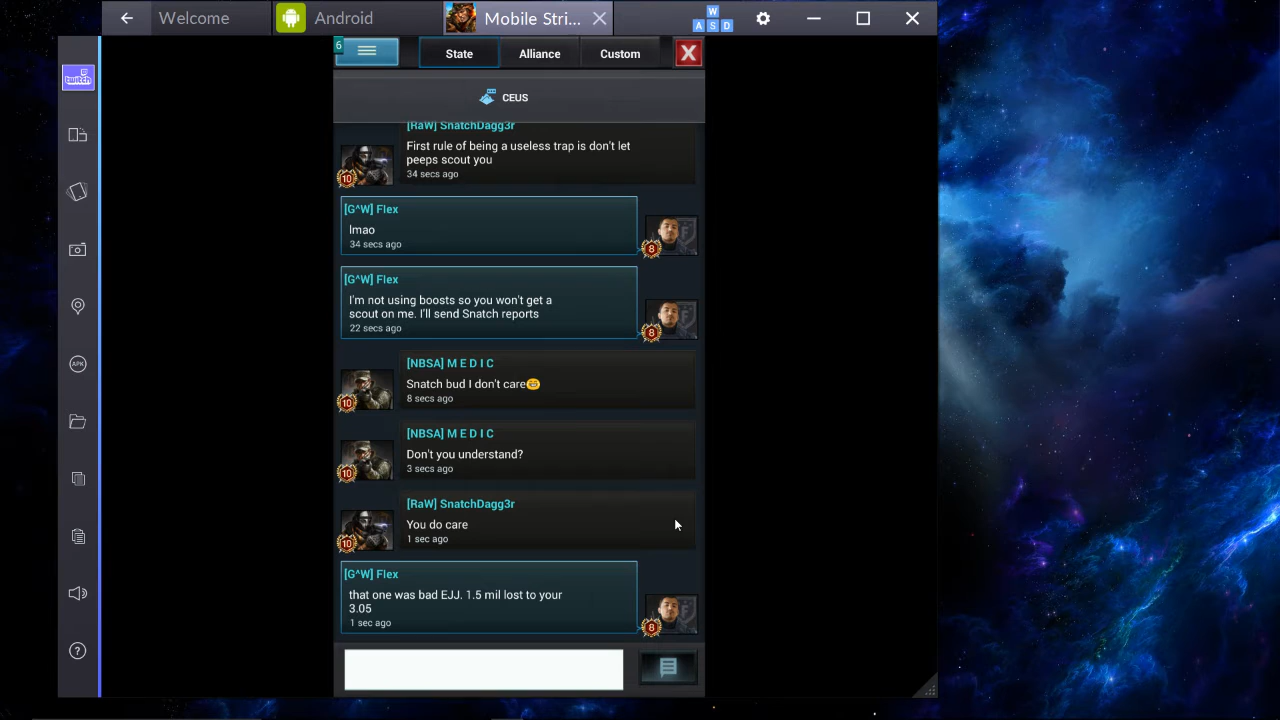 Welcome
Android
Mobile Stri...
W
A S D
twitch
6
State
Alliance
Custom
X
CEUS
[RaW] SnatchDagg3r
First rule of being a useless trap is don't let
peeps scout you
34 secs ago
10
[G^W] Flex
lmao
34 secs ago
8
[G^W] Flex
I'm not using boosts so you won't get a
scout on me. I'll send Snatch reports
22 secs ago
8
[NBSA] M E D I C
Snatch bud I don't care
8 secs ago
10
[NBSA] M E D I C
Don't you understand?
3 secs ago
10
[RaW] SnatchDagg3r
You do care
1 sec ago
10
[G^W] Flex
that one was bad EJJ. 1.5 mil lost to your
3.05
1 sec ago
8
APK
?